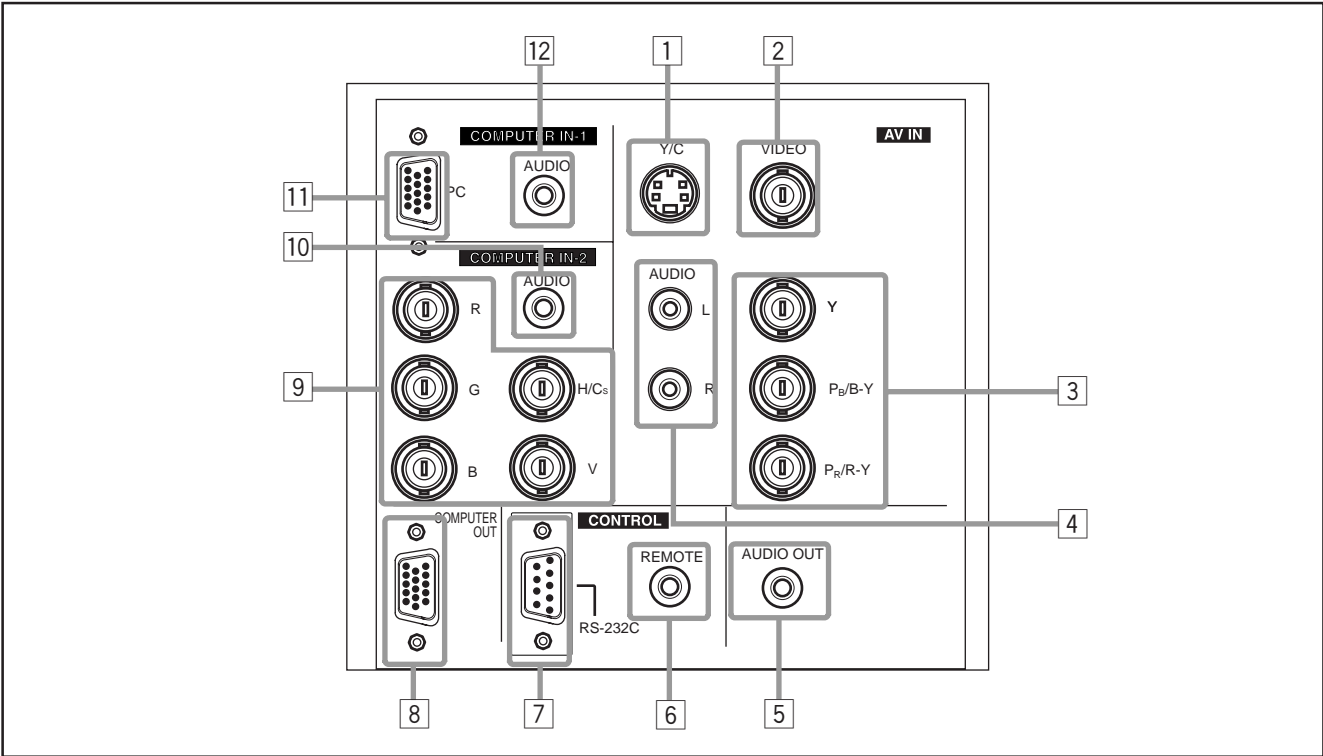 12
1
2
COMPUTER IN-1
AV IN
AUDIO
Y/C
VIDEO
11
PC
10
COMPUTER IN-2
AUDIO
AUDIO
R
L
Y
9
G
H/Cs
R
PB/B-Y
3
B
V
PR/R-Y
4
COMPUTER
OUT
CONTROL
REMOTE
AUDIO OUT
RS-232C
8
7
6
5